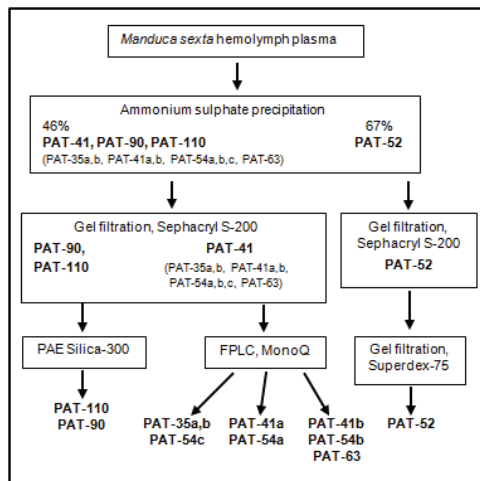 Manduca sexta hemolymph plasma
Ammonium sulphate precipitation
46%
PAT-41, PAT-90, PAT-110
(PAT-35a,b, PAT-41a,b, PAT-54a,b,c, PAT-63)
67%
PAT-52
Gel filtration, Sephacryl S-200
PAT-90,
PAT-110
PAT-41
(PAT-35a,b, PAT-41a,b,
PAT-54a,b,c, PAT-63)
Gel filtration,
Sephacryl S-200
PAT-52
PAE Silica-300
FPLC, MonoQ
Gel filtration,
Superdex-75
PAT-110
PAT-90
PAT-35a,b
PAT-54c
PAT-41a
PAT-54a
PAT-41b
PAT-54b
PAT-63
PAT-52